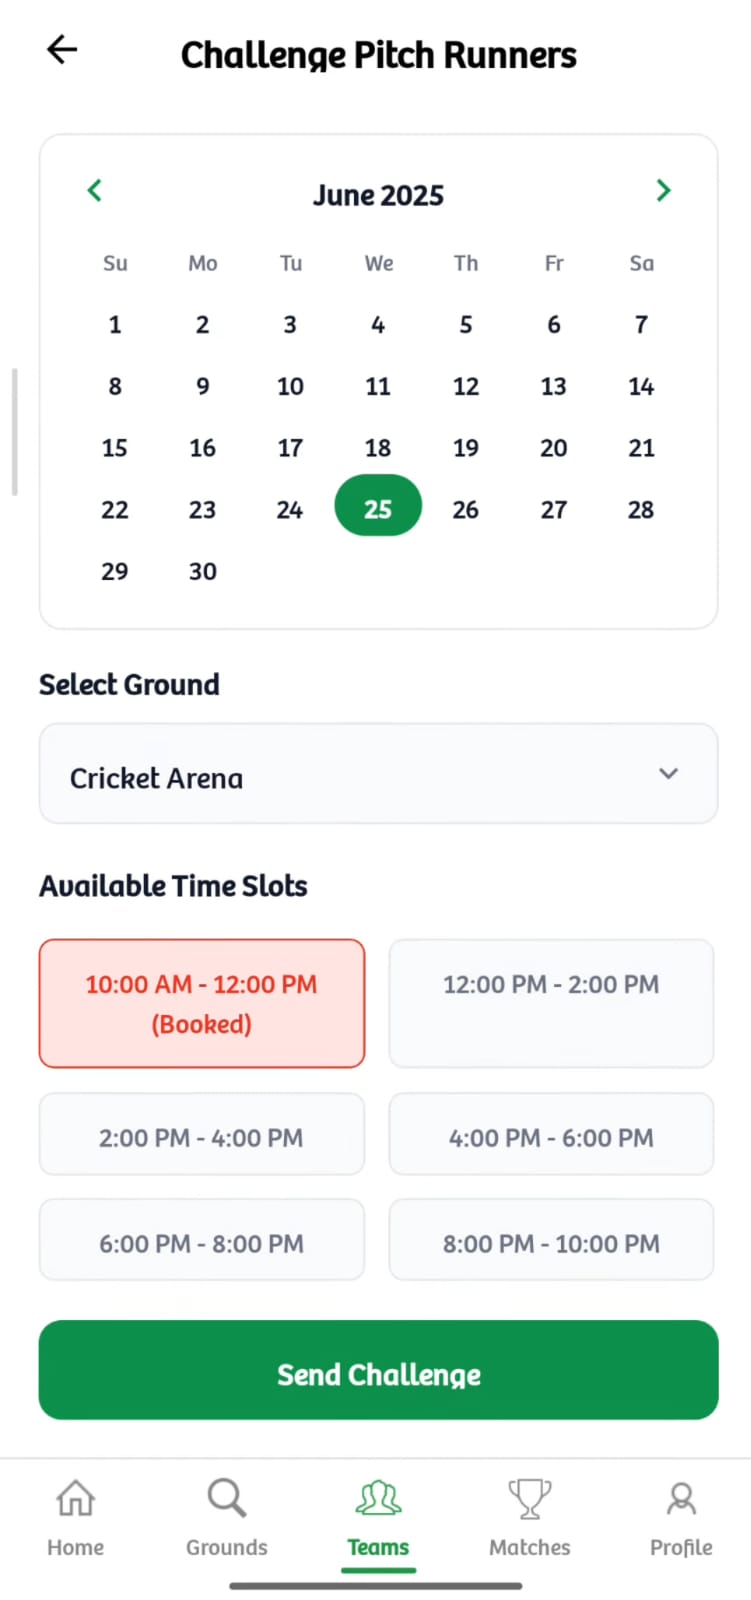 Challenge Pitch Runners
June 2025
Su Mo Tu We Th Fr Sa
1 2 3 4 5 6 7
8 9 10 11 12 13 14
15 16 17 18 19 20 21
22 23 24 25 26 27 28
29 30
Select Ground
Cricket Arena
Available Time Slots
10:00 AM - 12:00 PM
(Booked)
12:00 PM - 2:00 PM
2:00 PM - 4:00 PM
4:00 PM - 6:00 PM
6:00 PM - 8:00 PM
8:00 PM - 10:00 PM
Send Challenge
Home Grounds Teams Matches Profile